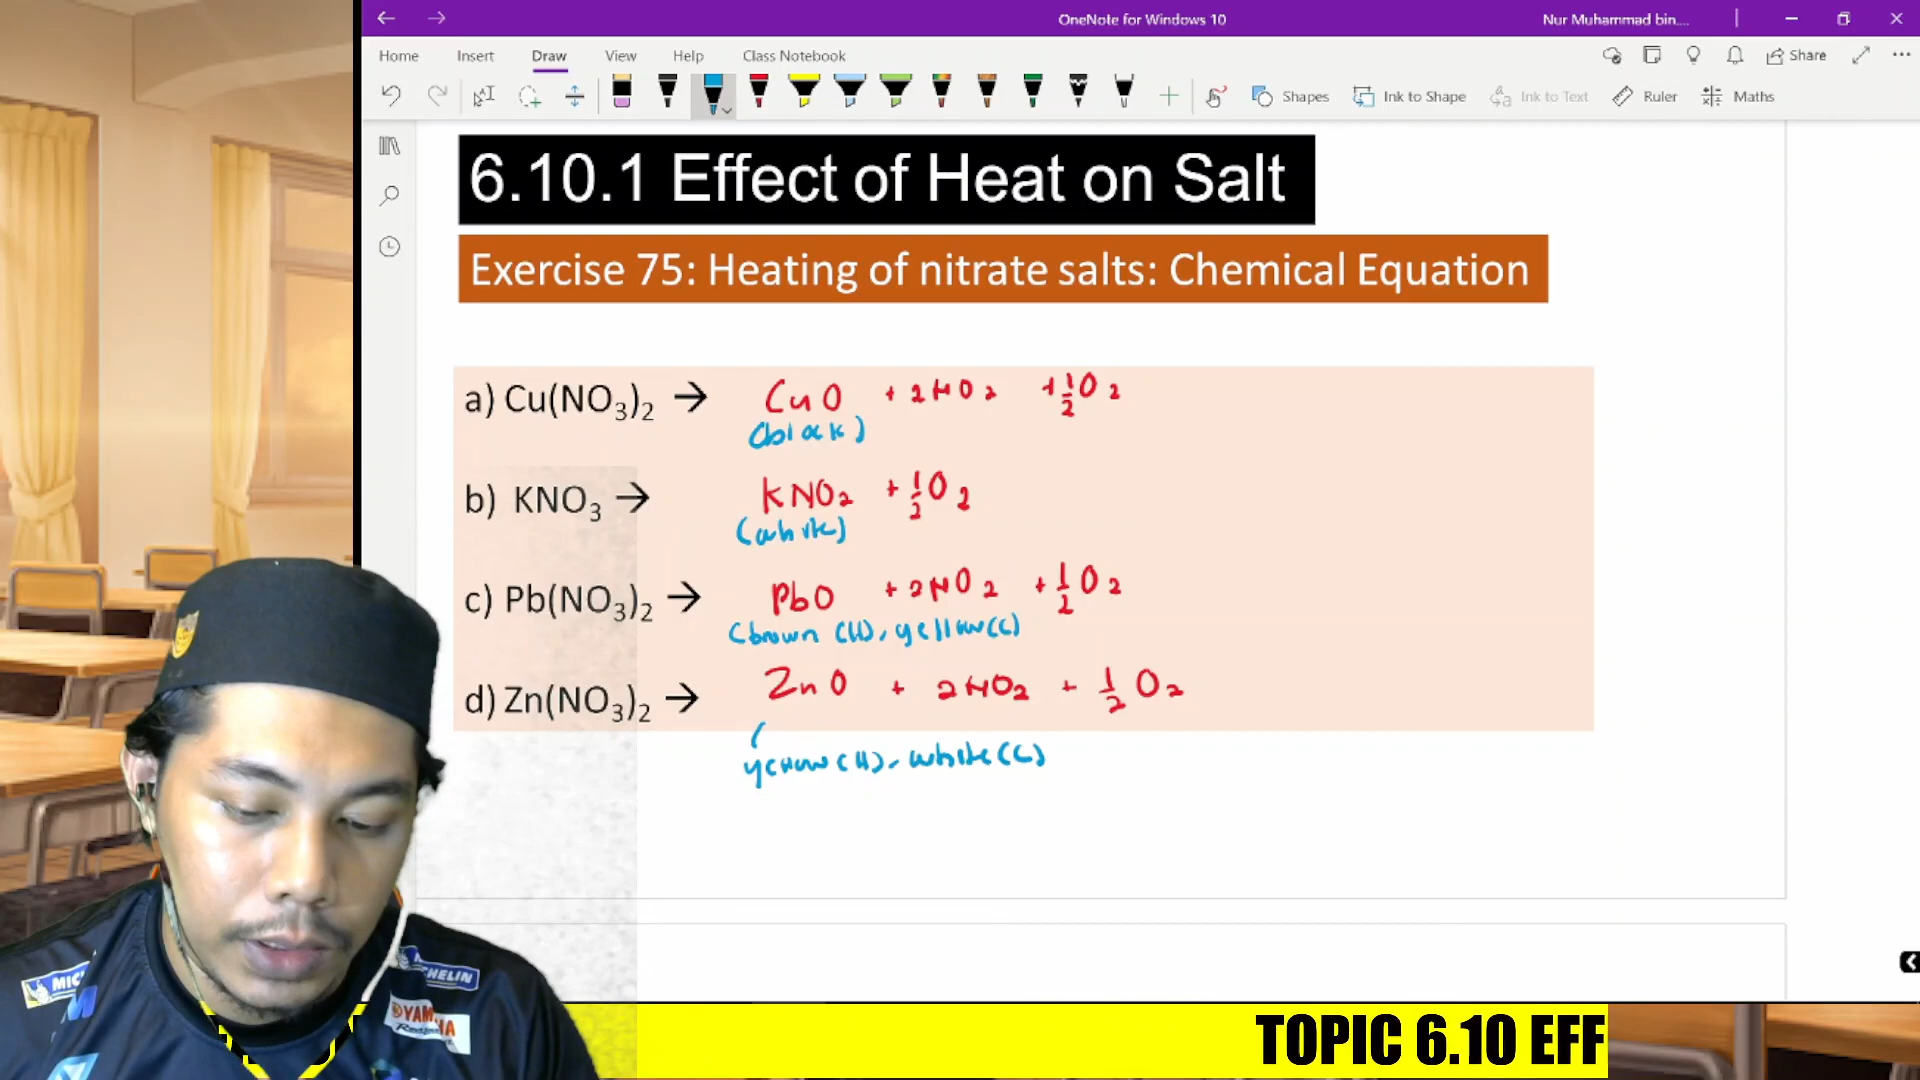 OneNote for Windows 10
Nur Muhammad bin....
Home Insert Draw View Help Class Notebook
Share
Shapes Ink to Shape Ink to Text Ruler Maths
6.10.1 Effect of Heat on Salt
Exercise 75: Heating of nitrate salts: Chemical Equation
a) Cu(NO₃)₂ → CuO + 2NO₂ + ½O₂
(black)
b) KNO₃ → KNO₂ + ½O₂
(white)
c) Pb(NO₃)₂ → PbO + 2NO₂ + ½O₂
(brown (H), yellow(C)
d) Zn(NO₃)₂ → ZnO + 2NO₂ + ½O₂
(
yellow (H), white (C)
HELIN
YAM
TOPIC 6.10 EFF